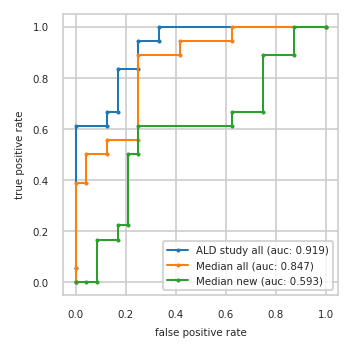 1.0
0.8
0.6
0.4
0.2
0.0
true positive rate
ALD study all (auc: 0.919)
Median all (auc: 0.847)
Median new (auc: 0.593)
0.0 0.2 0.4 0.6 0.8 1.0
false positive rate